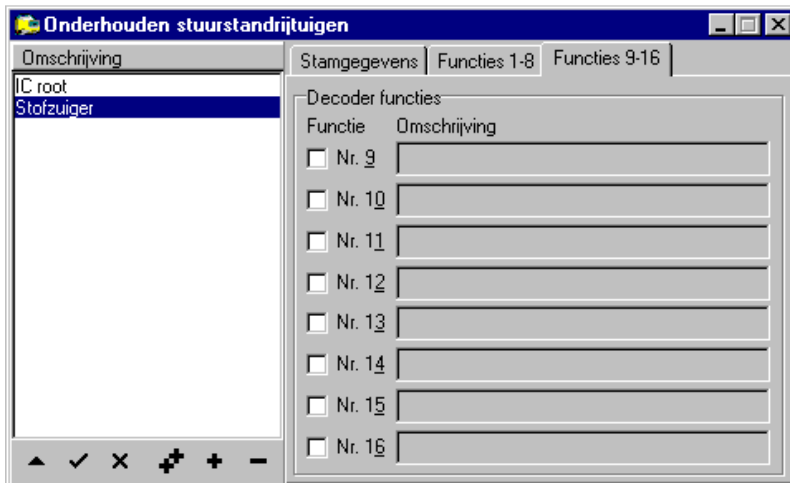 Onderhouden stuurstandrijtuigen
Omschrijving
IC root
Stofzuiger
Stamgegevens Functies 1-8 Functies 9-16
Decoder functies
Functie Omschrijving
Nr. 9
Nr. 10
Nr. 11
Nr. 12
Nr. 13
Nr. 14
Nr. 15
Nr. 16